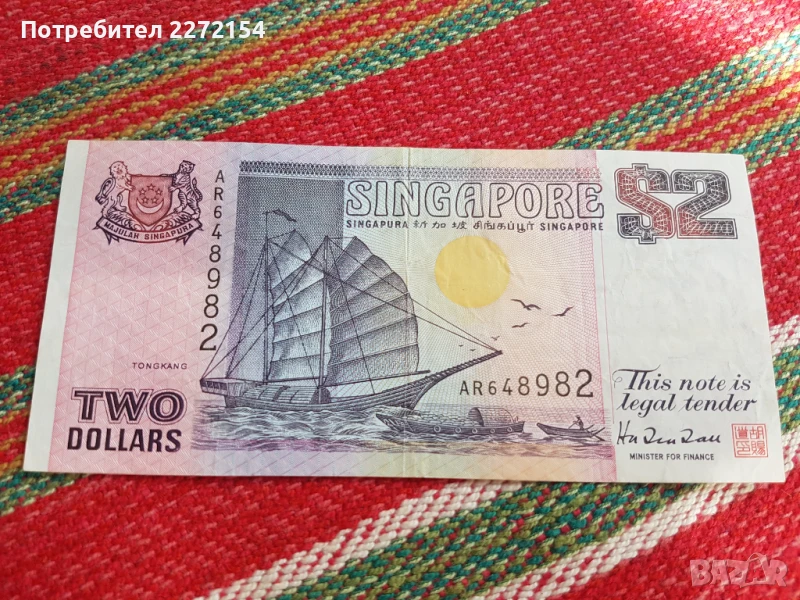 Потребител 2272154
SINGAPORE
SINGAPURA 新加坡 சிங்கப்பூர் SINGAPORE
$2
MAJULAH SINGAPURA
AR648982
TONGKANG
TWO
DOLLARS
AR648982
This note is
legal tender
MINISTER FOR FINANCE
BAZAR